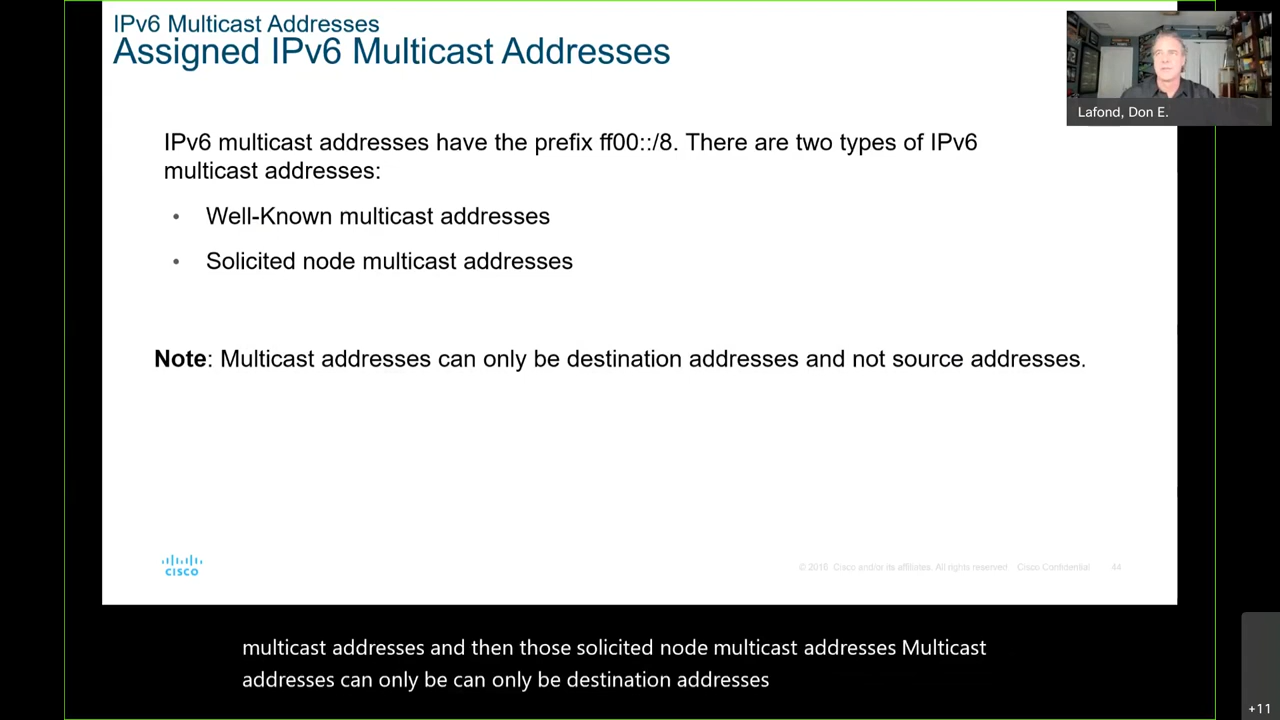 IPv6 Multicast Addresses
Assigned IPv6 Multicast Addresses
Lafond, Don E.
IPv6 multicast addresses have the prefix ff00::/8. There are two types of IPv6
multicast addresses:
• Well-Known multicast addresses
• Solicited node multicast addresses
Note: Multicast addresses can only be destination addresses and not source addresses.
CISCO
© 2016 Cisco and/or its affiliates. All rights reserved Cisco Confidential 44
multicast addresses and then those solicited node multicast addresses Multicast
addresses can only be can only be destination addresses
+11